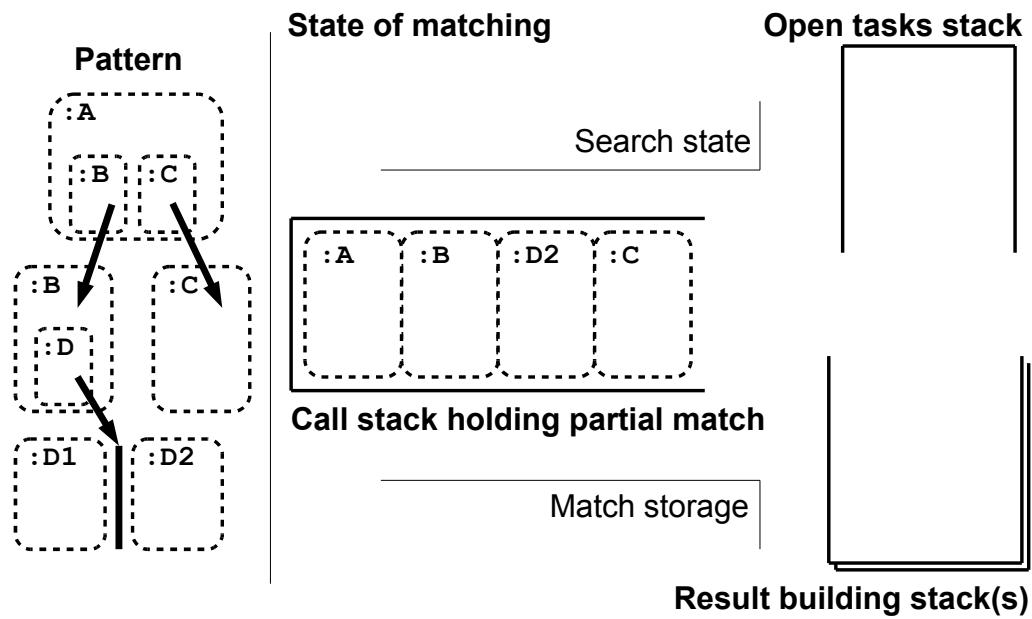 State of matching
Open tasks stack
Pattern
:A
:B :C
:B
:C
:D
:D1 :D2
Search state
:A :B :D2 :C
Call stack holding partial match
Match storage
Result building stack(s)